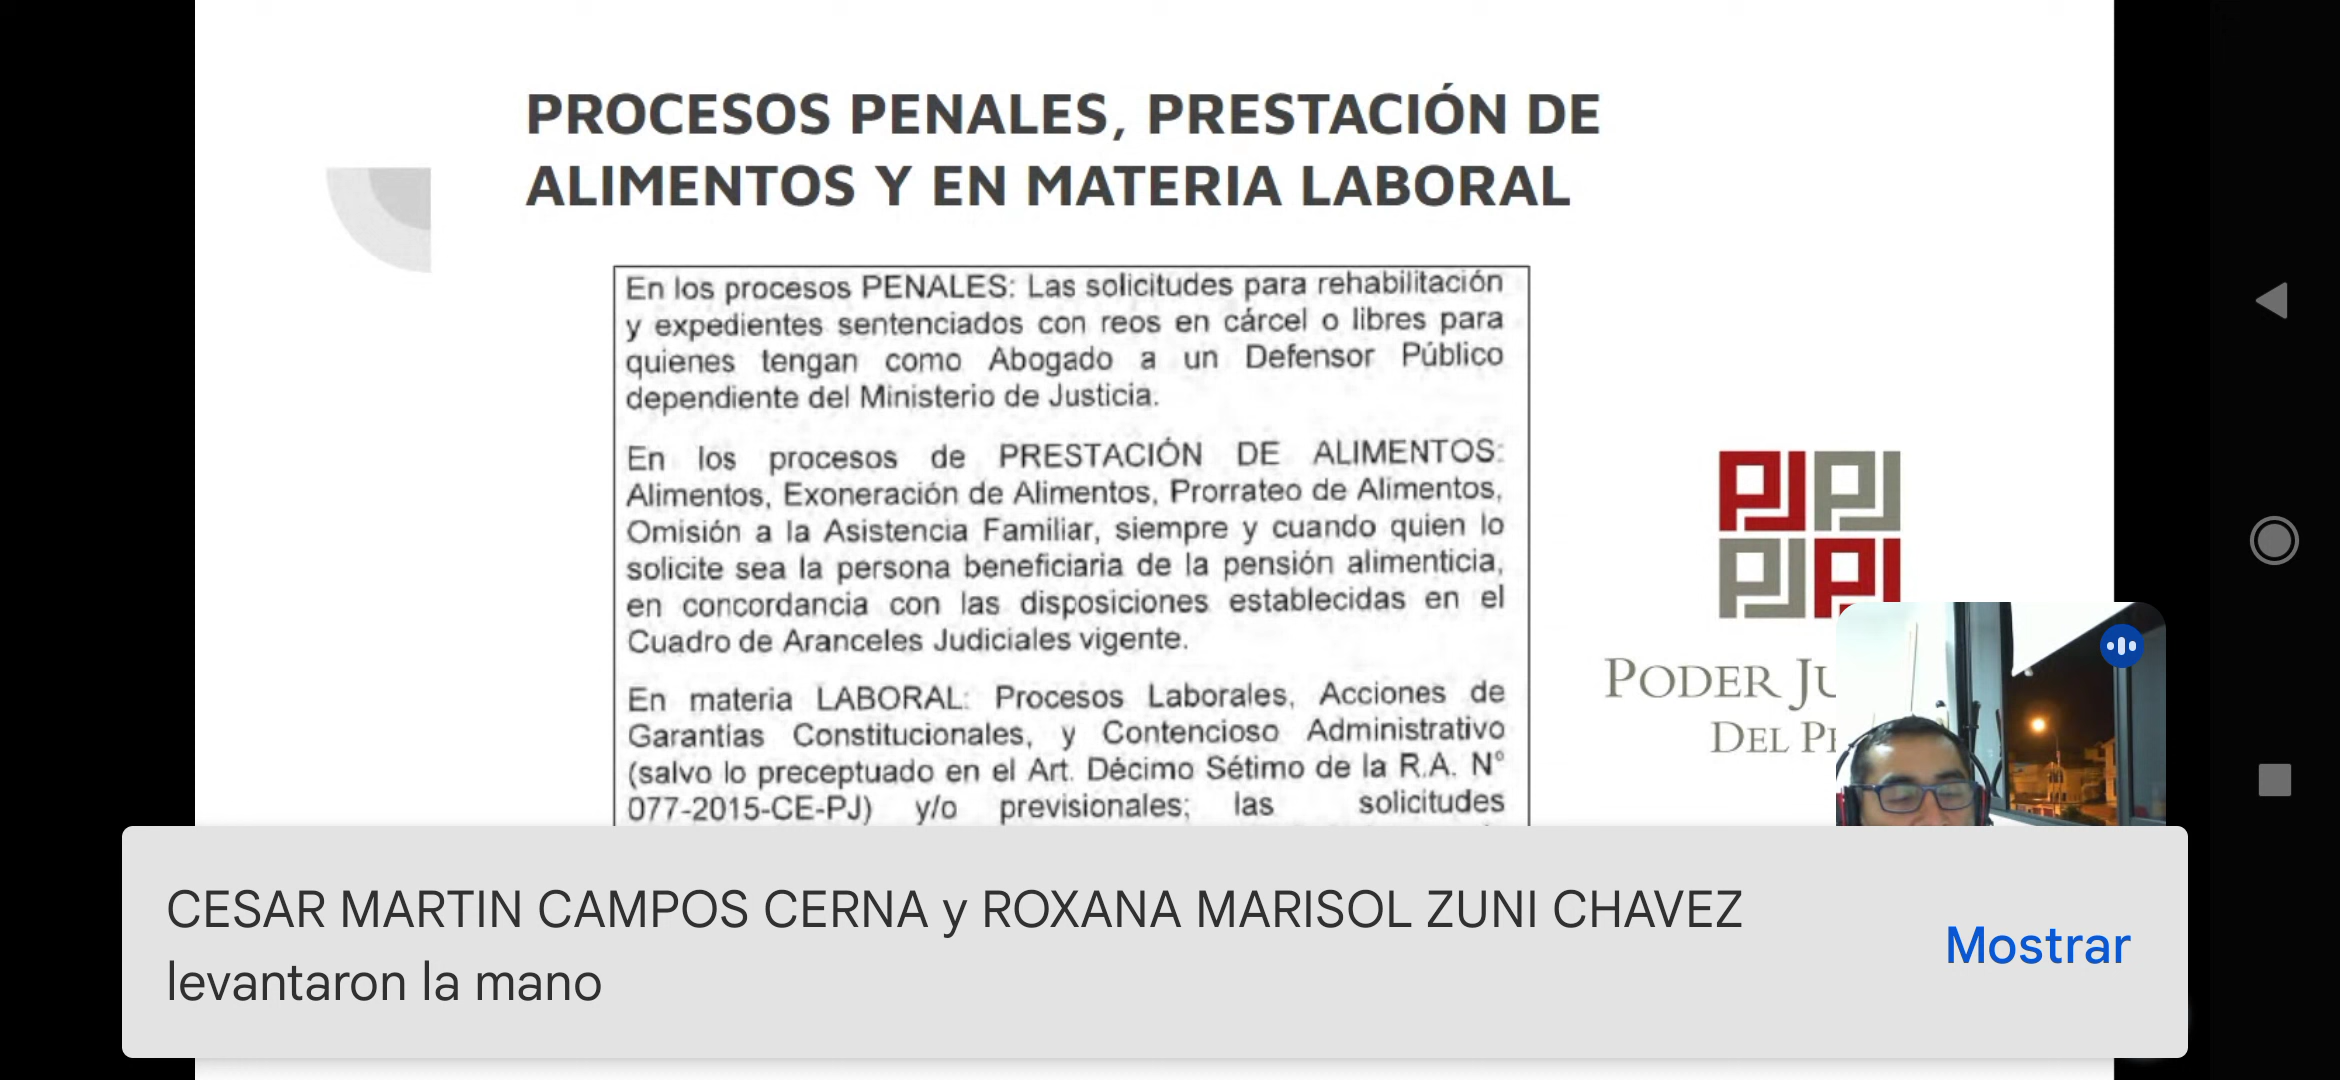 PROCESOS PENALES, PRESTACIÓN DE
ALIMENTOS Y EN MATERIA LABORAL
En los procesos PENALES: Las solicitudes para rehabilitación
y expedientes sentenciados con reos en cárcel o libres para
quienes tengan como Abogado a un Defensor Público
dependiente del Ministerio de Justicia.
En los procesos de PRESTACIÓN DE ALIMENTOS:
Alimentos, Exoneración de Alimentos, Prorrateo de Alimentos,
Omisión a la Asistencia Familiar, siempre y cuando quien lo
solicite sea la persona beneficiaria de la pensión alimenticia,
en concordancia con las disposiciones establecidas en el
Cuadro de Aranceles Judiciales vigente.
En materia LABORAL: Procesos Laborales, Acciones de
Garantias Constitucionales, y Contencioso Administrativo
(salvo lo preceptuado en el Art. Décimo Sétimo de la R.A. N°
077-2015-CE-PJ) y/o previsionales; las solicitudes
PJ PJ
PJ PJ
PODER
DEL
CESAR MARTIN CAMPOS CERNA y ROXANA MARISOL ZUNI CHAVEZ
levantaron la mano
Mostrar